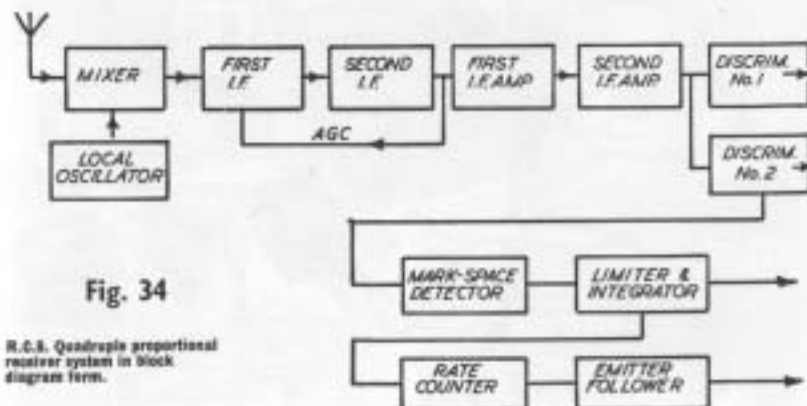 MIXER
FIRST
I.F.
SECOND
I.F.
FIRST
I.F. AMP
SECOND
I.F. AMP.
DISCRIM.
No.1
AGC
LOCAL
OSCILLATOR
DISCRIM.
No.2
Fig. 34
MARK-SPACE
DETECTOR
LIMITER &
INTEGRATOR
R.C.S. Quadruple proportional
receiver system in block
diagram form.
RATE
COUNTER
EMITTER
FOLLOWER